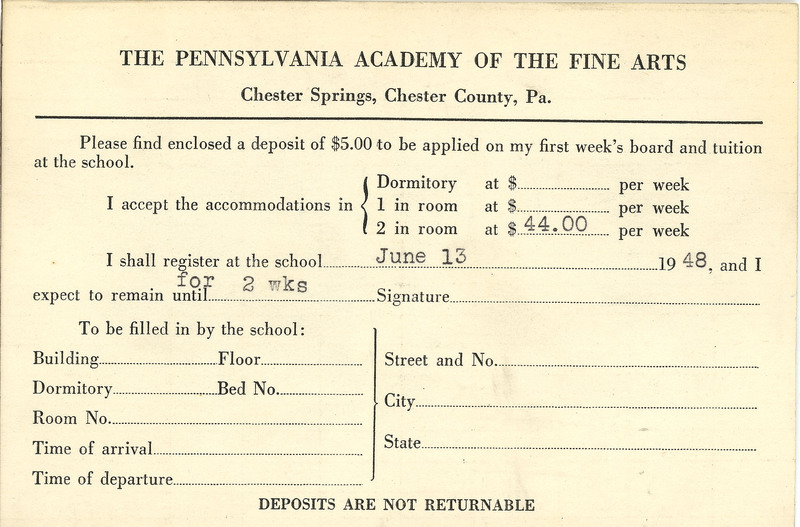 THE PENNSYLVANIA ACADEMY OF THE FINE ARTS
Chester Springs, Chester County, Pa.
Please find enclosed a deposit of $5.00 to be applied on my first week's board and tuition
at the school.
Dormitory at $ per week
I accept the accommodations in { 1 in room at $ per week
2 in room at $ 44.00 per week
I shall register at the school June 13 1948, and I
for 2 wks
expect to remain until Signature
To be filled in by the school:
Building Floor
Dormitory Bed No.
Room No.
Time of arrival
Time of departure
Street and No.
City
State
DEPOSITS ARE NOT RETURNABLE